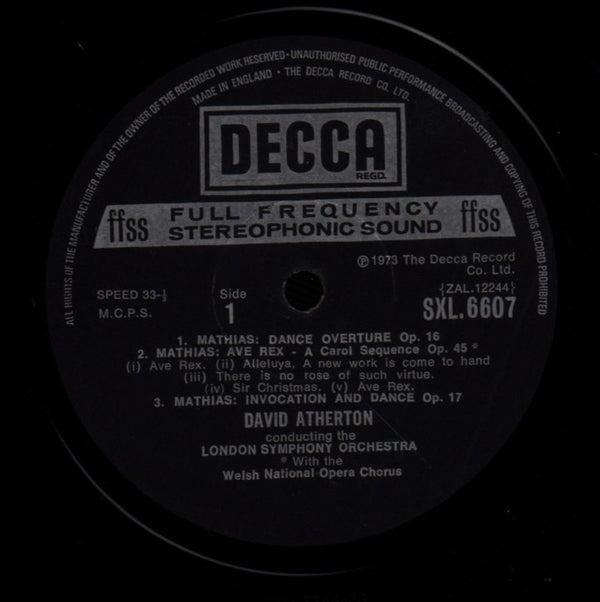 ALL RIGHTS OF THE MANUFACTURER AND OF THE OWNER OF THE RECORDED WORK RESERVED · UNAUTHORISED PUBLIC PERFORMANCE BROADCASTING AND COPYING OF THIS RECORD PROHIBITED
MADE IN ENGLAND · THE DECCA RECORD CO. LTD.
DECCA
REGD.
ffss FULL FREQUENCY STEREOPHONIC SOUND ffss
℗1973 The Decca Record
Co. Ltd.
SPEED 33-⅓
M.C.P.S.
Side
1
{ZAL.12244}
SXL.6607
1. MATHIAS: DANCE OVERTURE Op. 16
2. MATHIAS: AVE REX - A Carol Sequence Op. 45 *
(i) Ave Rex. (ii) Alleluya, A new work is come to hand
(iii) There is no rose of such virtue.
(iv) Sir Christmas. (v) Ave Rex.
3. MATHIAS: INVOCATION AND DANCE Op. 17
DAVID ATHERTON
conducting the
LONDON SYMPHONY ORCHESTRA
* With the
Welsh National Opera Chorus